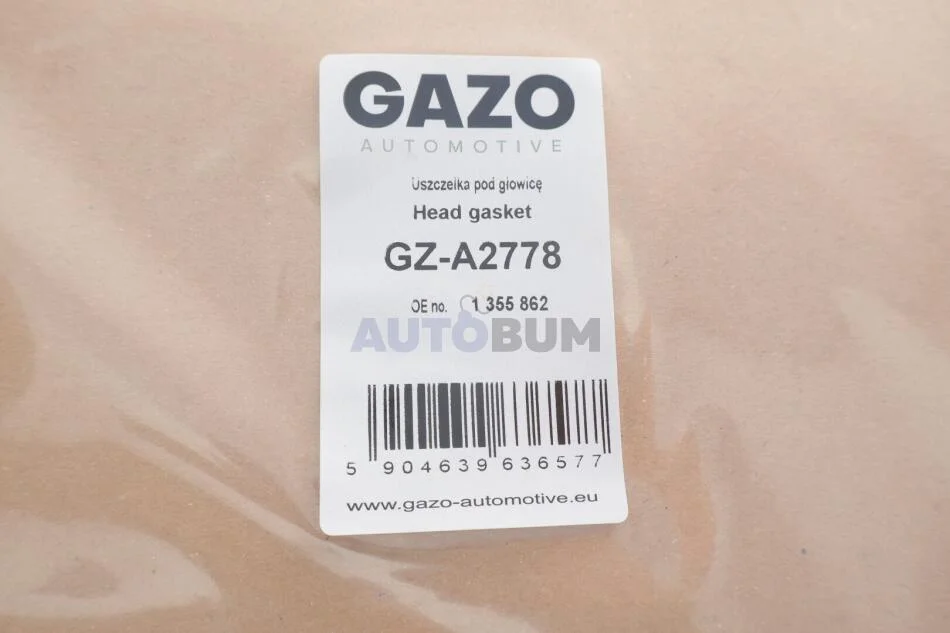 GAZO
AUTOMOTIVE
Uszczelka pod głowicę
Head gasket
GZ-A2778
OE no. 1 355 862
AUTOBUM
5 904639 636577
www.gazo-automotive.eu